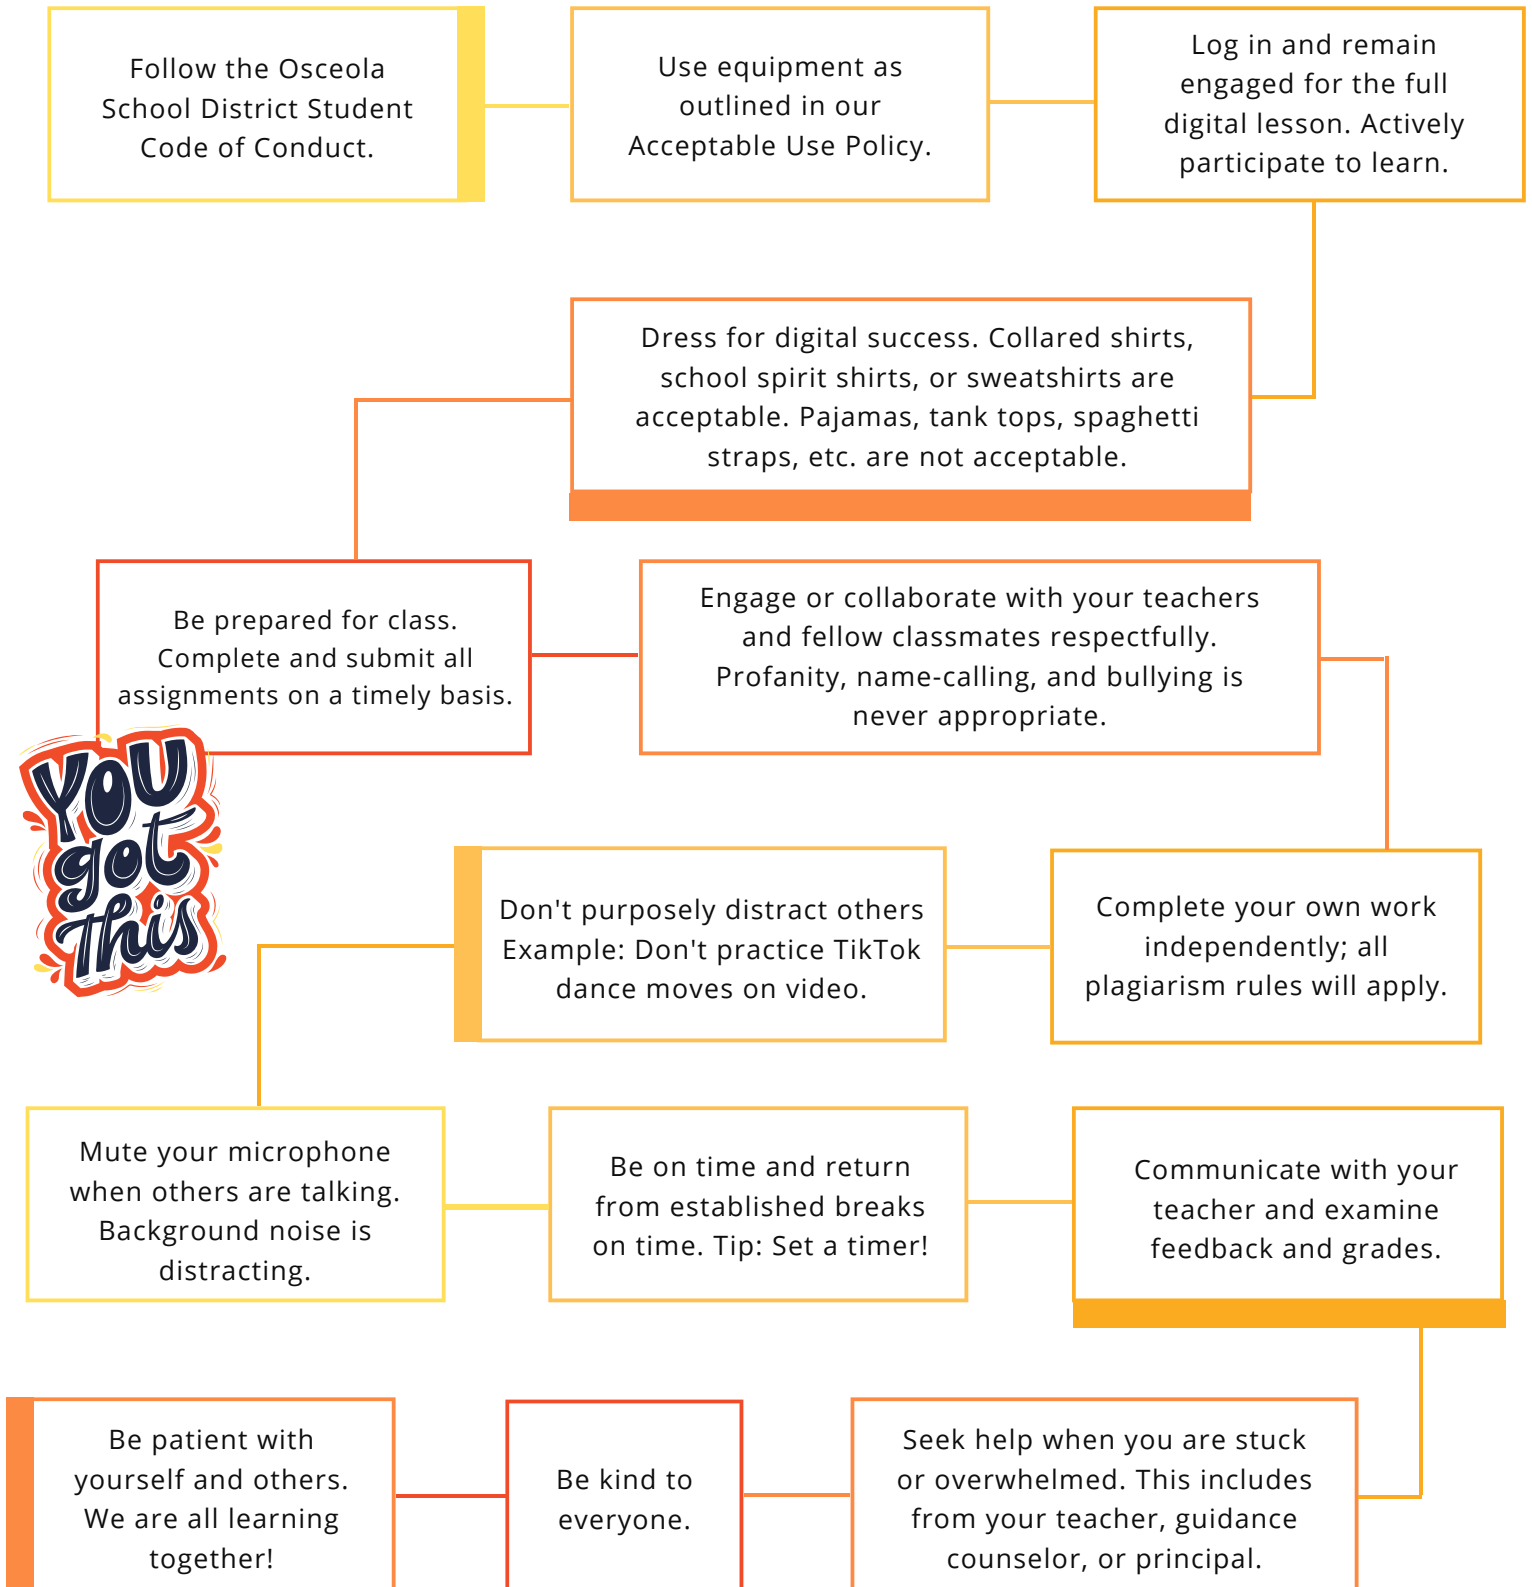 Follow the Osceola
School District Student
Code of Conduct.
Use equipment as
outlined in our
Acceptable Use Policy.
Log in and remain
engaged for the full
digital lesson. Actively
participate to learn.
Dress for digital success. Collared shirts,
school spirit shirts, or sweatshirts are
acceptable. Pajamas, tank tops, spaghetti
straps, etc. are not acceptable.
Be prepared for class.
Complete and submit all
assignments on a timely basis.
Engage or collaborate with your teachers
and fellow classmates respectfully.
Profanity, name-calling, and bullying is
never appropriate.
YOU
got
This
Complete your own work
independently; all
plagiarism rules will apply.
Don't purposely distract others
Example: Don't practice TikTok
dance moves on video.
Mute your microphone
when others are talking.
Background noise is
distracting.
Be on time and return
from established breaks
on time. Tip: Set a timer!
Communicate with your
teacher and examine
feedback and grades.
Seek help when you are stuck
or overwhelmed. This includes
from your teacher, guidance
counselor, or principal.
Be kind to
everyone.
Be patient with
yourself and others.
We are all learning
together!